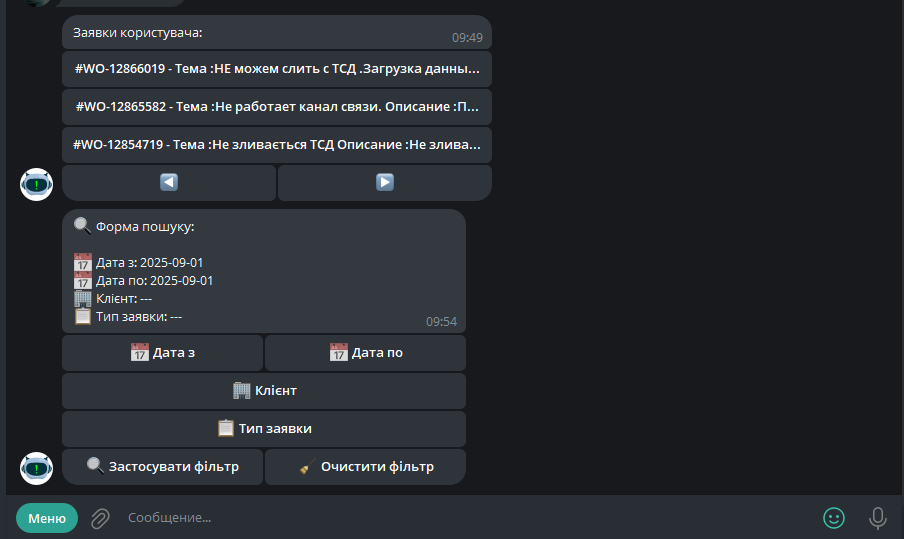 Заявки користувача:
09:49
#WO-12866019 - Тема :НЕ можем слить с ТСД .Загрузка данны...
#WO-12865582 - Тема :Не работает канал связи. Описание :П...
#WO-12854719 - Тема :Не зливається ТСД Описание :Не злива...
Форма пошуку:
Дата з: 2025-09-01
Дата по: 2025-09-01
Клієнт: ---
Тип заявки: ---
09:54
Дата з
Дата по
Клієнт
Тип заявки
Застосувати фільтр
Очистити фільтр
Меню
Сообщение...